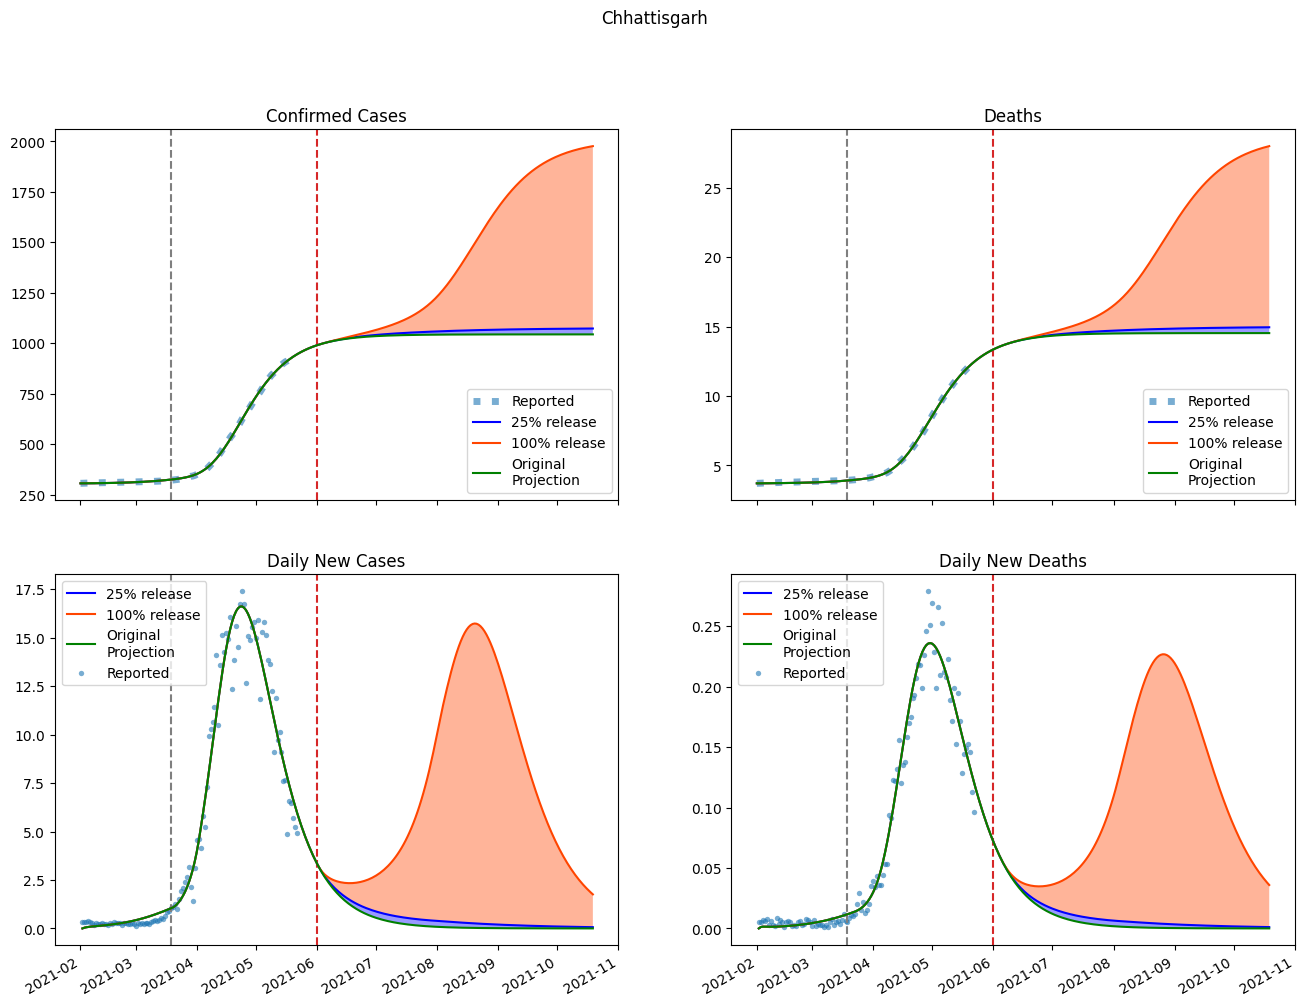 Chhattisgarh
Confirmed Cases
2000
1750
1500
1250
1000
750
500
250
Reported
25% release
100% release
Original
Projection
Deaths
25
20
15
10
5
Reported
25% release
100% release
Original
Projection
Daily New Cases
17.5
15.0
12.5
10.0
7.5
5.0
2.5
0.0
25% release
100% release
Original
Projection
Reported
2021-02
2021-03
2021-04
2021-05
2021-06
2021-07
2021-08
2021-09
2021-10
2021-11
Daily New Deaths
0.25
0.20
0.15
0.10
0.05
0.00
25% release
100% release
Original
Projection
Reported
2021-02
2021-03
2021-04
2021-05
2021-06
2021-07
2021-08
2021-09
2021-10
2021-11